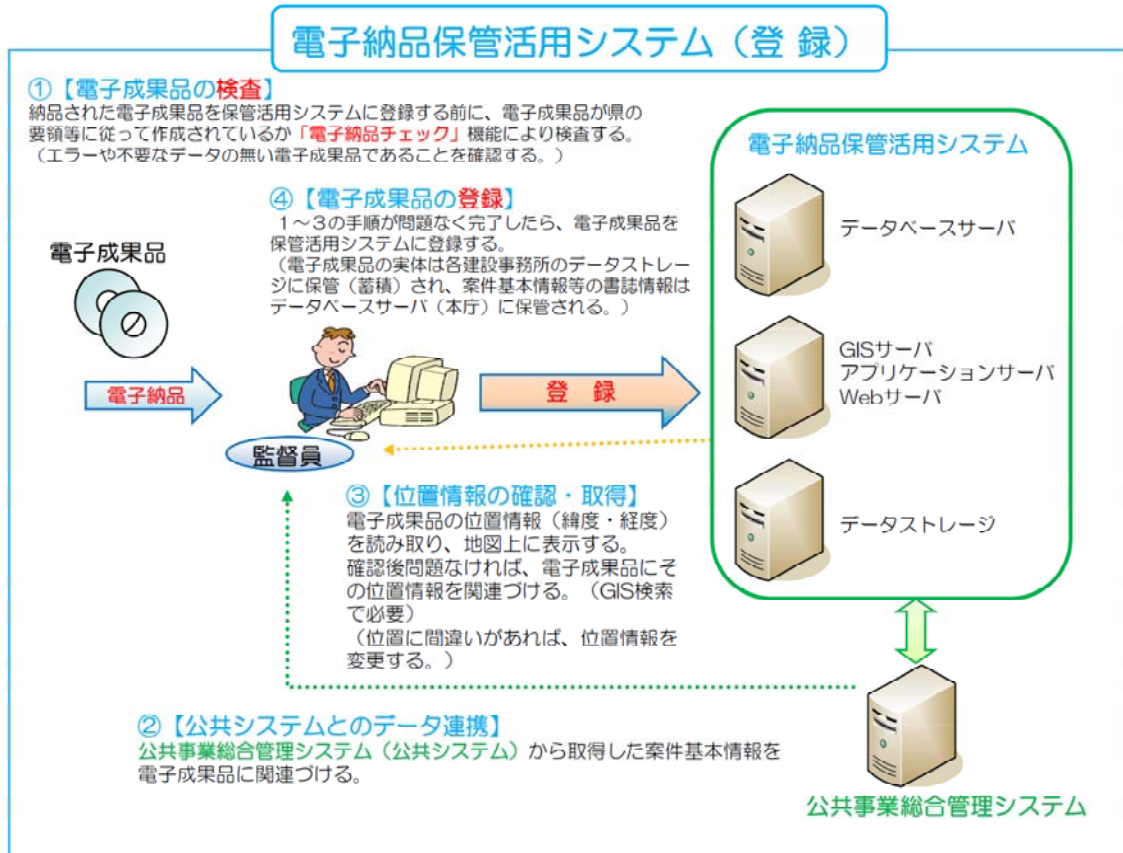 電子納品保管活用システム（登 録）
①【電子成果品の検査】
納品された電子成果品を保管活用システムに登録する前に、電子成果品が県の
要領等に従って作成されているか「電子納品チェック」機能により検査する。
（エラーや不要なデータの無い電子成果品であることを確認する。）
④【電子成果品の登録】
１～３の手順が問題なく完了したら、電子成果品を
保管活用システムに登録する。
（電子成果品の実体は各建設事務所のデータストレー
ジに保管（蓄積）され、案件基本情報等の書誌情報は
データベースサーバ（本庁）に保管される。）
電子成果品
電子納品
監督員
登 録
電子納品保管活用システム
データベースサーバ
GISサーバ
アプリケーションサーバ
Webサーバ
データストレージ
③【位置情報の確認・取得】
電子成果品の位置情報（緯度・経度）
を読み取り、地図上に表示する。
確認後問題なければ、電子成果品にそ
の位置情報を関連づける。（GIS検索
で必要）
（位置に間違いがあれば、位置情報を
変更する。）
②【公共システムとのデータ連携】
公共事業総合管理システム（公共システム）から取得した案件基本情報を
電子成果品に関連づける。
公共事業総合管理システム